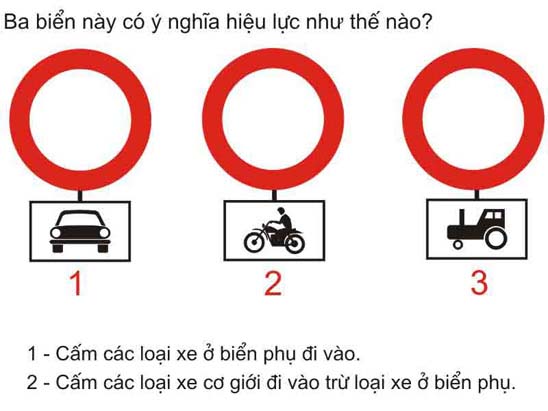 Ba biển này có ý nghĩa hiệu lực như thế nào?
1 2 3
1 - Cấm các loại xe ở biển phụ đi vào.
2 - Cấm các loại xe cơ giới đi vào trừ loại xe ở biển phụ.